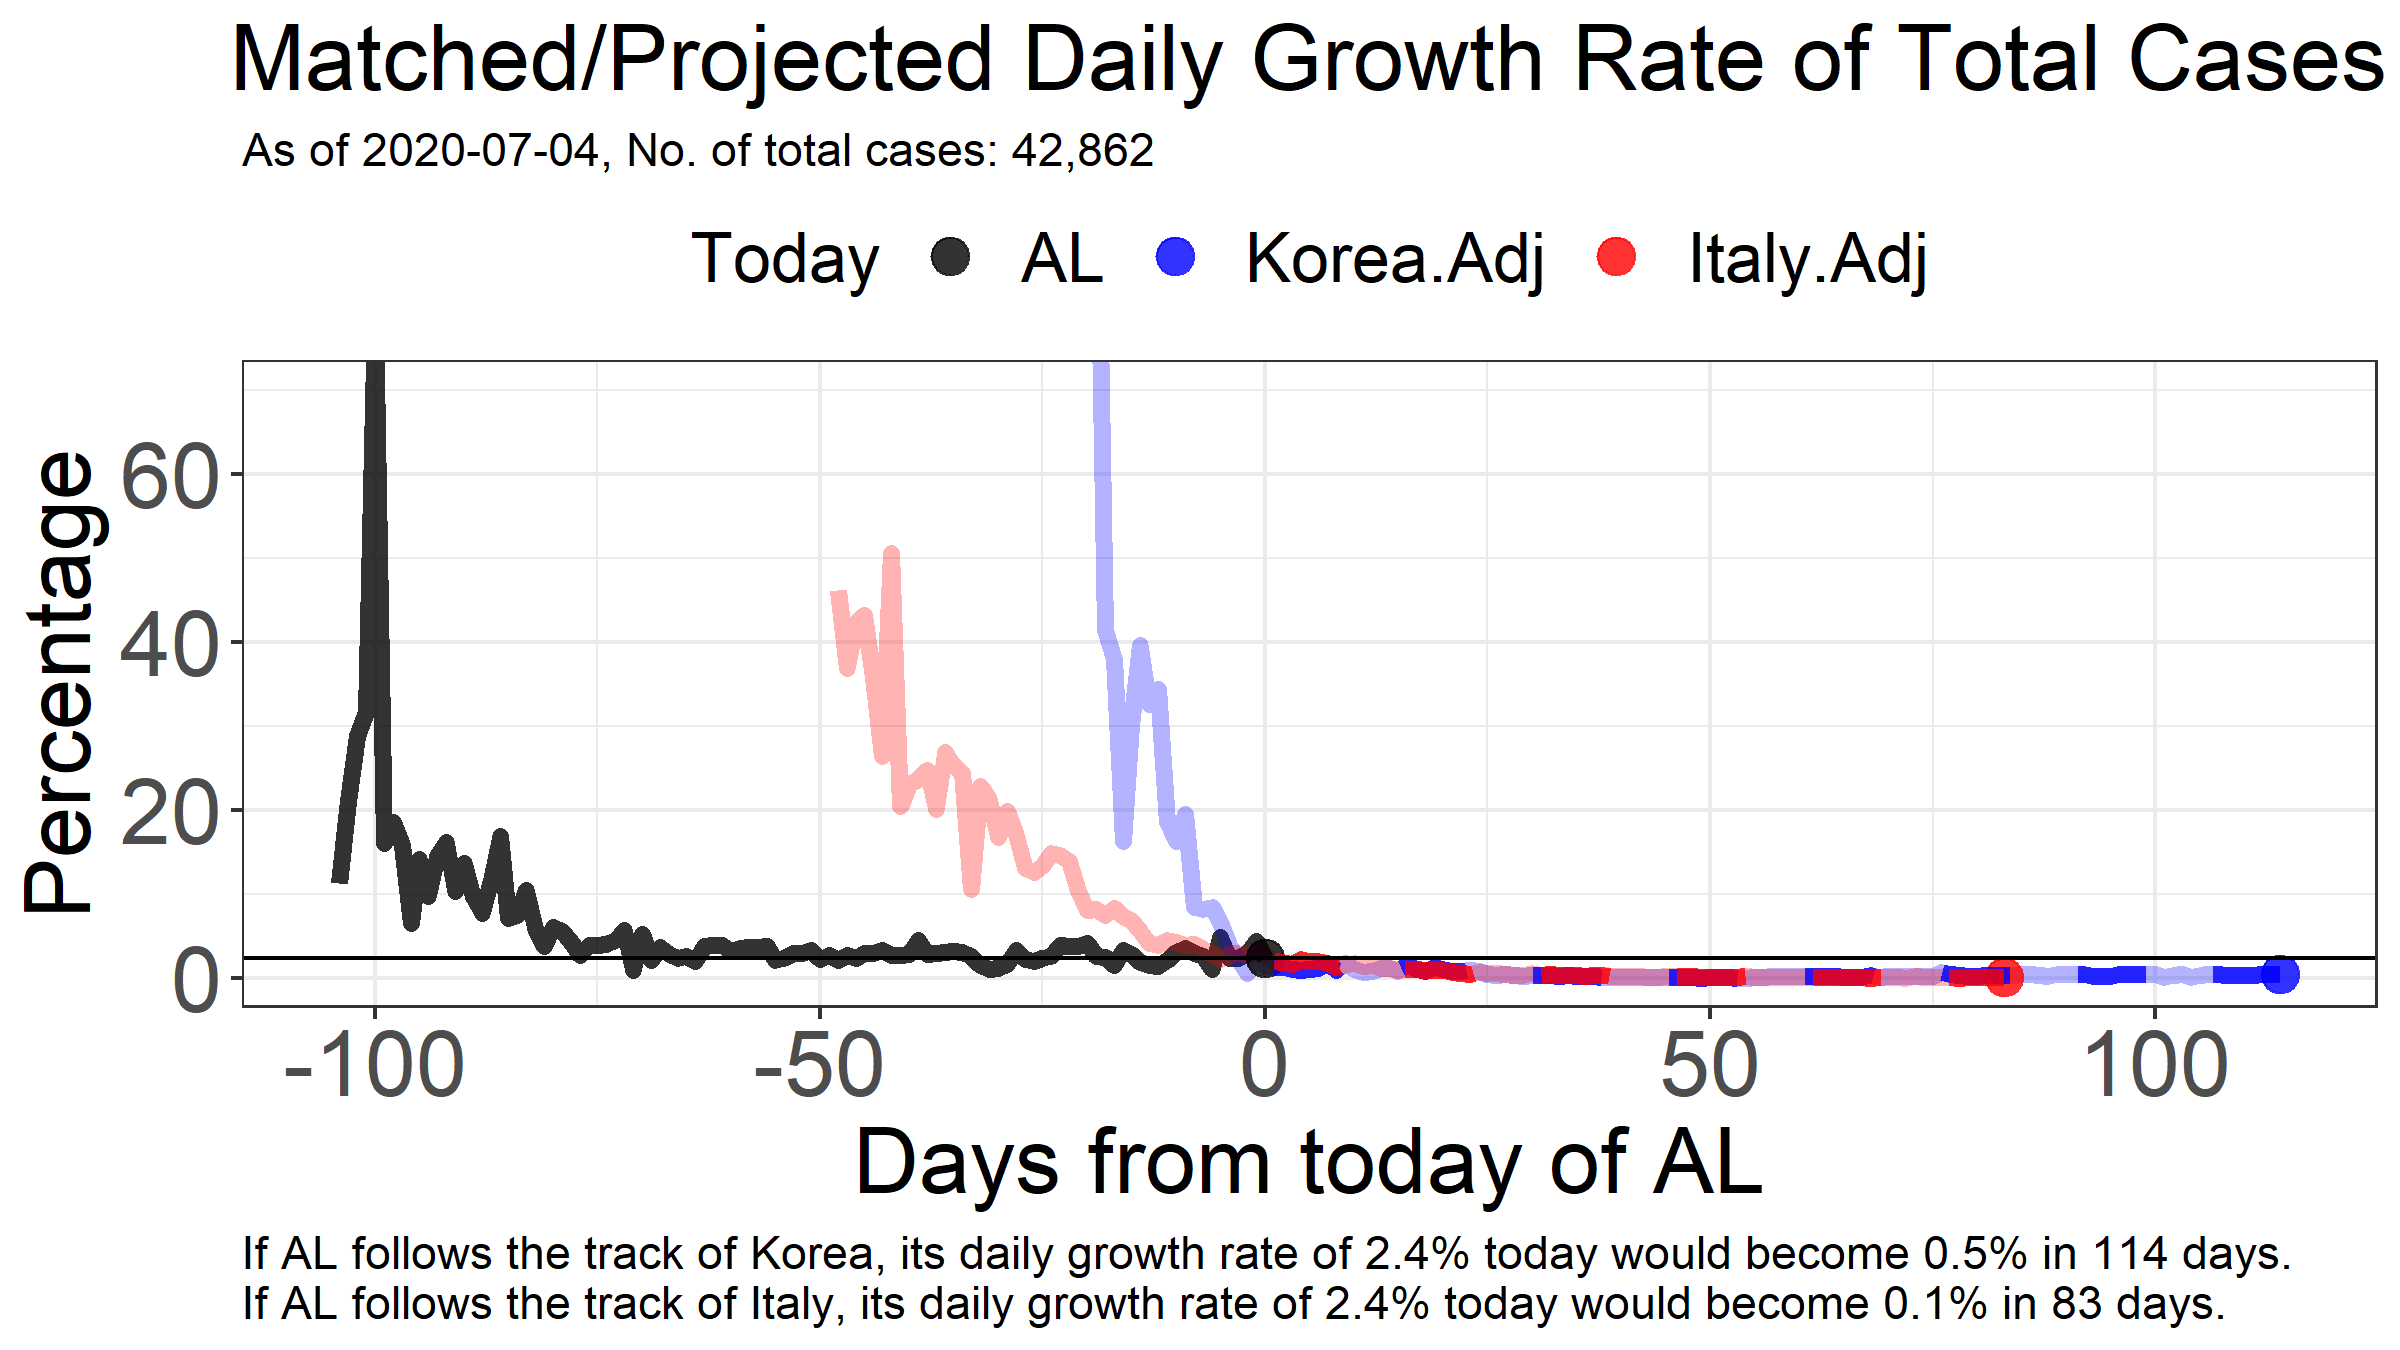 Matched/Projected Daily Growth Rate of Total Cases
As of 2020-07-04, No. of total cases: 42,862
Today AL Korea.Adj Italy.Adj
Percentage
60
40
20
0
-100 -50 0 50 100
Days from today of AL
If AL follows the track of Korea, its daily growth rate of 2.4% today would become 0.5% in 114 days.
If AL follows the track of Italy, its daily growth rate of 2.4% today would become 0.1% in 83 days.